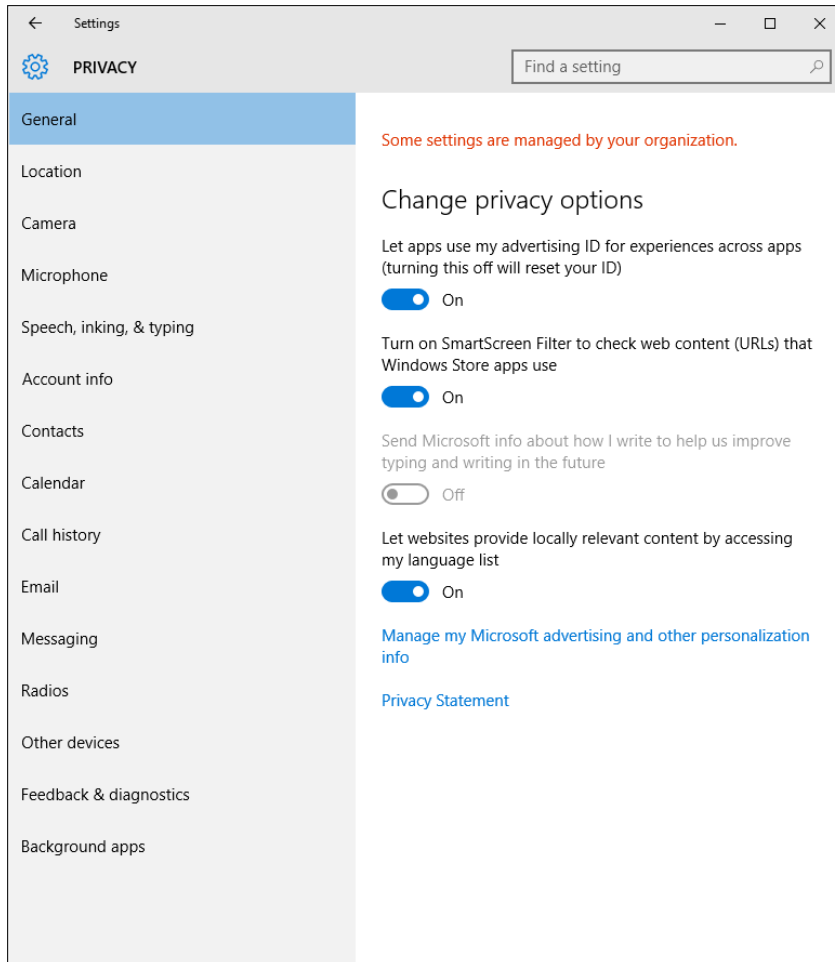 Settings
PRIVACY
Find a setting
General
Location
Camera
Microphone
Speech, inking, & typing
Account info
Contacts
Calendar
Call history
Email
Messaging
Radios
Other devices
Feedback & diagnostics
Background apps
Some settings are managed by your organization.
Change privacy options
Let apps use my advertising ID for experiences across apps
(turning this off will reset your ID)
On
Turn on SmartScreen Filter to check web content (URLs) that
Windows Store apps use
On
Send Microsoft info about how I write to help us improve
typing and writing in the future
Off
Let websites provide locally relevant content by accessing
my language list
On
Manage my Microsoft advertising and other personalization
info
Privacy Statement